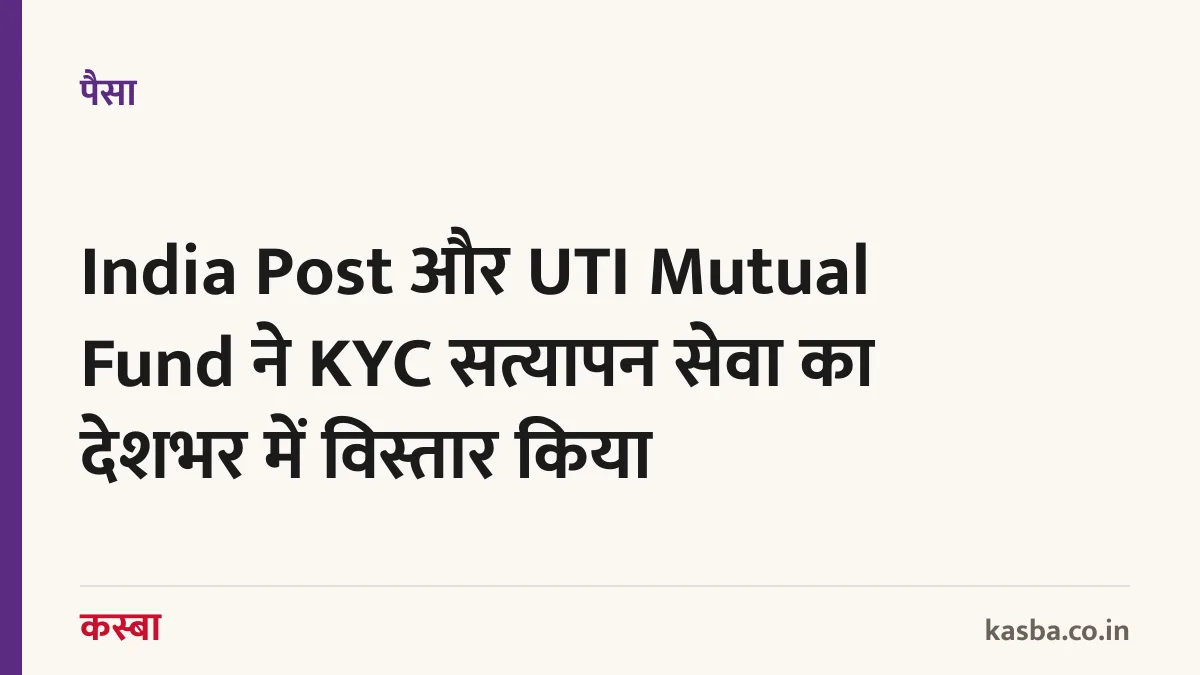 पैसा
India Post और UTI Mutual
Fund ने KYC सत्यापन सेवा का
देशभर में विस्तार किया
कस्बा
kasba.co.in